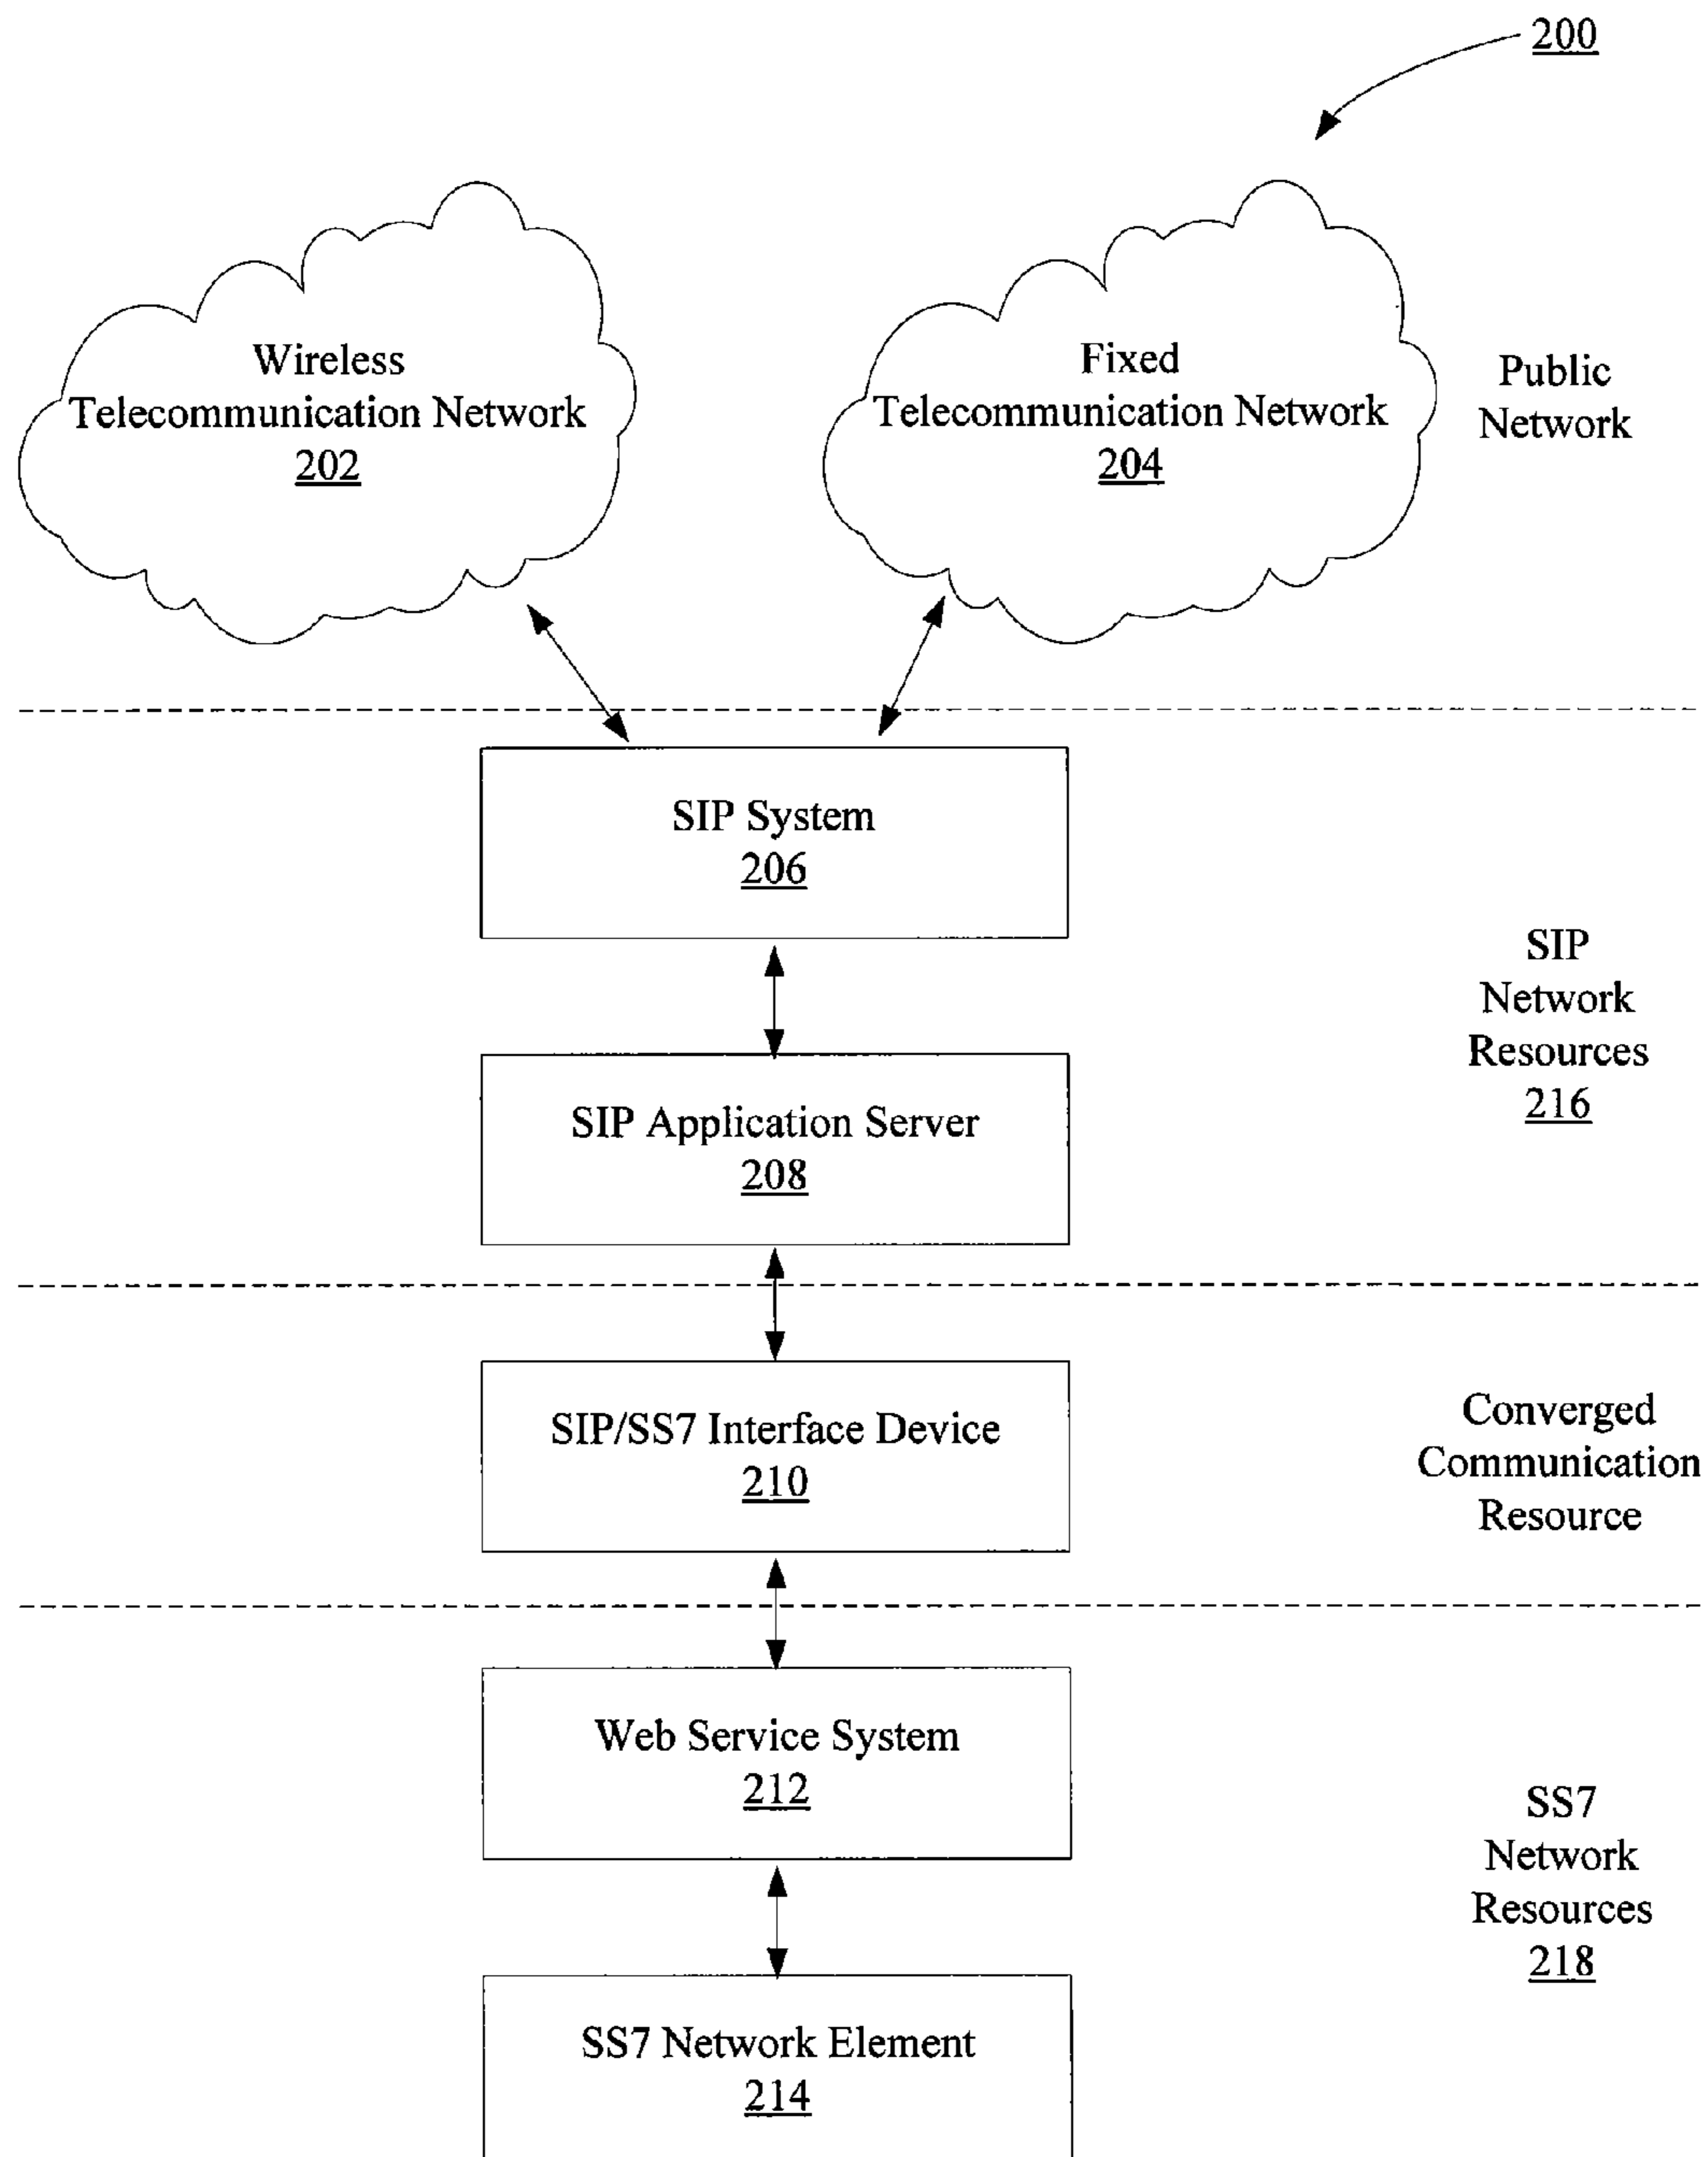 200
Wireless
Telecommunication Network
202
Fixed
Telecommunication Network
204
Public
Network
SIP System
206
SIP Application Server
208
SIP
Network
Resources
216
SIP/SS7 Interface Device
210
Converged
Communication
Resource
Web Service System
212
SS7 Network Element
214
SS7
Network
Resources
218